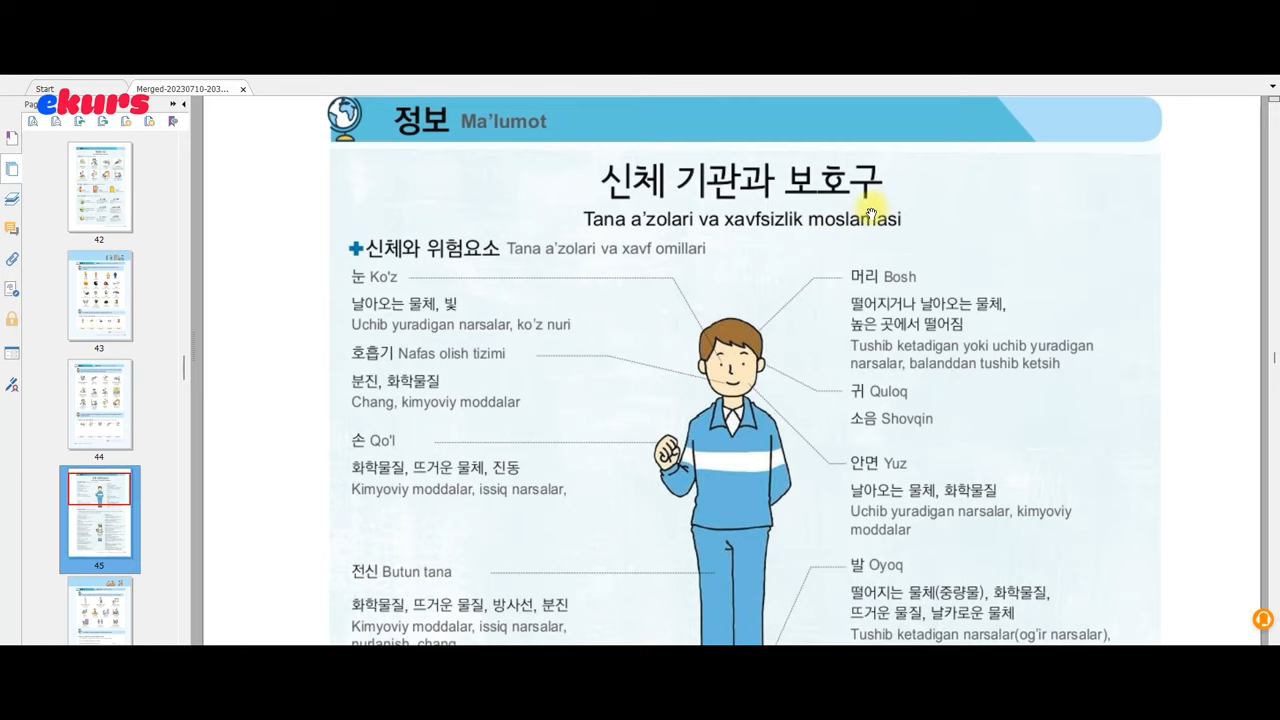 Start
Merged-20230710-203...
ekurs
42
43
44
45
정보 Ma'lumot
신체 기관과 보호구
Tana a'zolari va xavfsizlik moslamasi
신체와 위험요소 Tana a'zolari va xavf omillari
눈 Ko'z
날아오는 물체, 빛
Uchib yuradigan narsalar, ko'z nuri
호흡기 Nafas olish tizimi
분진, 화학물질
Chang, kimyoviy moddalar
손 Qo'l
화학물질, 뜨거운 물체, 진동
Kimyoviy moddalar, issiq narsalar,
전신 Butun tana
화학물질, 뜨거운 물질, 방사선, 분진
Kimyoviy moddalar, issiq narsalar,
nurlanish, chang
머리 Bosh
떨어지거나 날아오는 물체,
높은 곳에서 떨어짐
Tushib ketadigan yoki uchib yuradigan
narsalar, balanddan tushib ketsih
귀 Quloq
소음 Shovqin
안면 Yuz
날아오는 물체, 화학물질
Uchib yuradigan narsalar, kimyoviy
moddalar
발 Oyoq
떨어지는 물체(중량물), 화학물질,
뜨거운 물질, 날카로운 물체
Tushib ketadigan narsalar(og'ir narsalar),